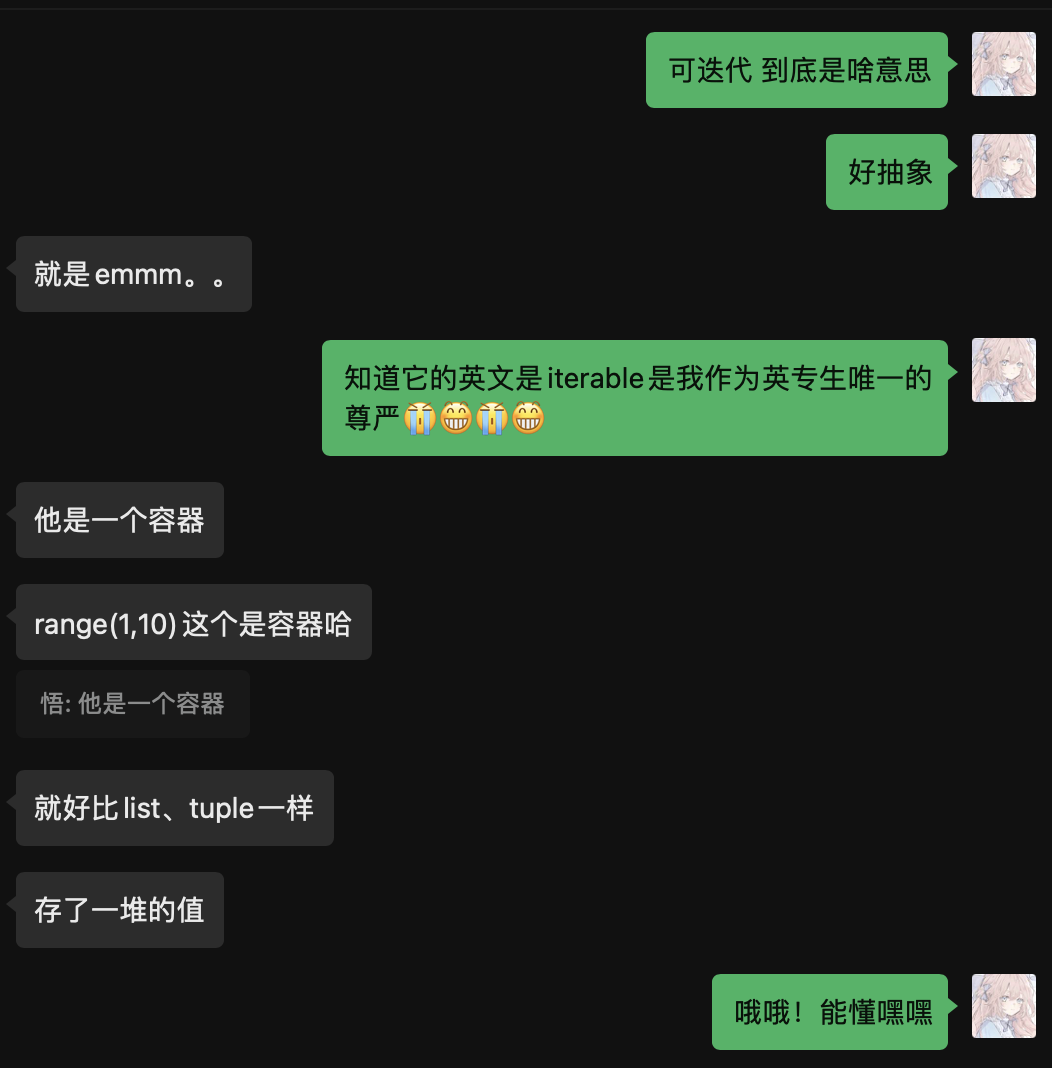 可迭代 到底是啥意思
好抽象
就是emmm。。
知道它的英文是iterable是我作为英专生唯一的
尊严😭😁😭😁
他是一个容器
range(1,10)这个是容器哈
悟: 他是一个容器
就好比list、tuple一样
存了一堆的值
哦哦！能懂嘿嘿